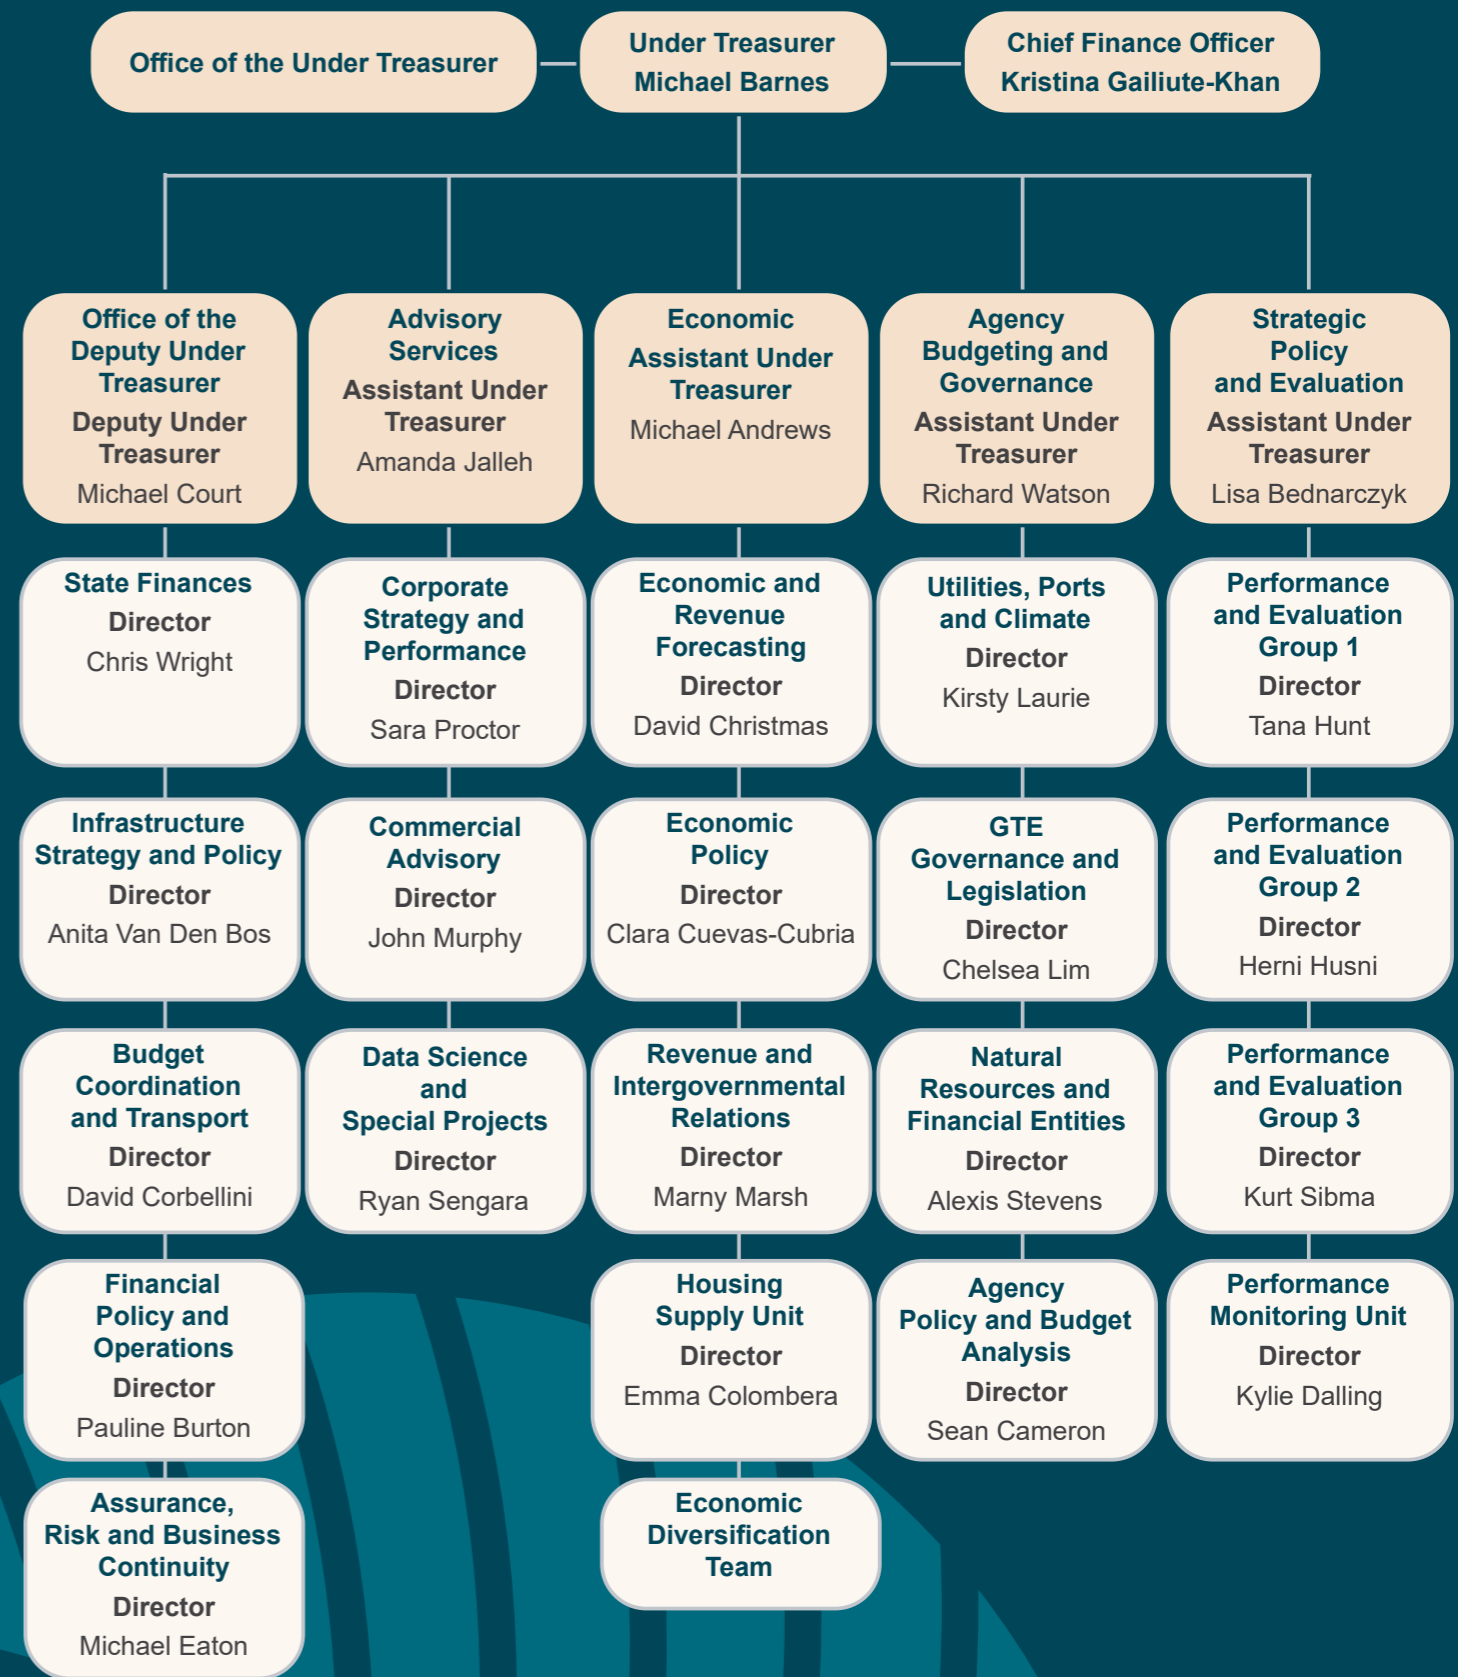 Office of the Under Treasurer
Under Treasurer
Michael Barnes
Chief Finance Officer
Kristina Gailiute-Khan
Office of the
Deputy Under
Treasurer
Deputy Under
Treasurer
Michael Court
State Finances
Director
Chris Wright
Infrastructure
Strategy and Policy
Director
Anita Van Den Bos
Budget
Coordination
and Transport
Director
David Corbellini
Financial
Policy and
Operations
Director
Pauline Burton
Assurance,
Risk and Business
Continuity
Director
Michael Eaton
Advisory
Services
Assistant Under
Treasurer
Amanda Jalleh
Corporate
Strategy and
Performance
Director
Sara Proctor
Commercial
Advisory
Director
John Murphy
Data Science
and
Special Projects
Director
Ryan Sengara
Economic
Assistant Under
Treasurer
Michael Andrews
Economic and
Revenue
Forecasting
Director
David Christmas
Economic
Policy
Director
Clara Cuevas-Cubria
Revenue and
Intergovernmental
Relations
Director
Marny Marsh
Housing
Supply Unit
Director
Emma Colombera
Economic
Diversification
Team
Agency
Budgeting and
Governance
Assistant Under
Treasurer
Richard Watson
Utilities, Ports
and Climate
Director
Kirsty Laurie
GTE
Governance and
Legislation
Director
Chelsea Lim
Natural
Resources and
Financial Entities
Director
Alexis Stevens
Agency
Policy and Budget
Analysis
Director
Sean Cameron
Strategic
Policy
and Evaluation
Assistant Under
Treasurer
Lisa Bednarczyk
Performance
and Evaluation
Group 1
Director
Tana Hunt
Performance
and Evaluation
Group 2
Director
Herni Husni
Performance
and Evaluation
Group 3
Director
Kurt Sibma
Performance
Monitoring Unit
Director
Kylie Dalling